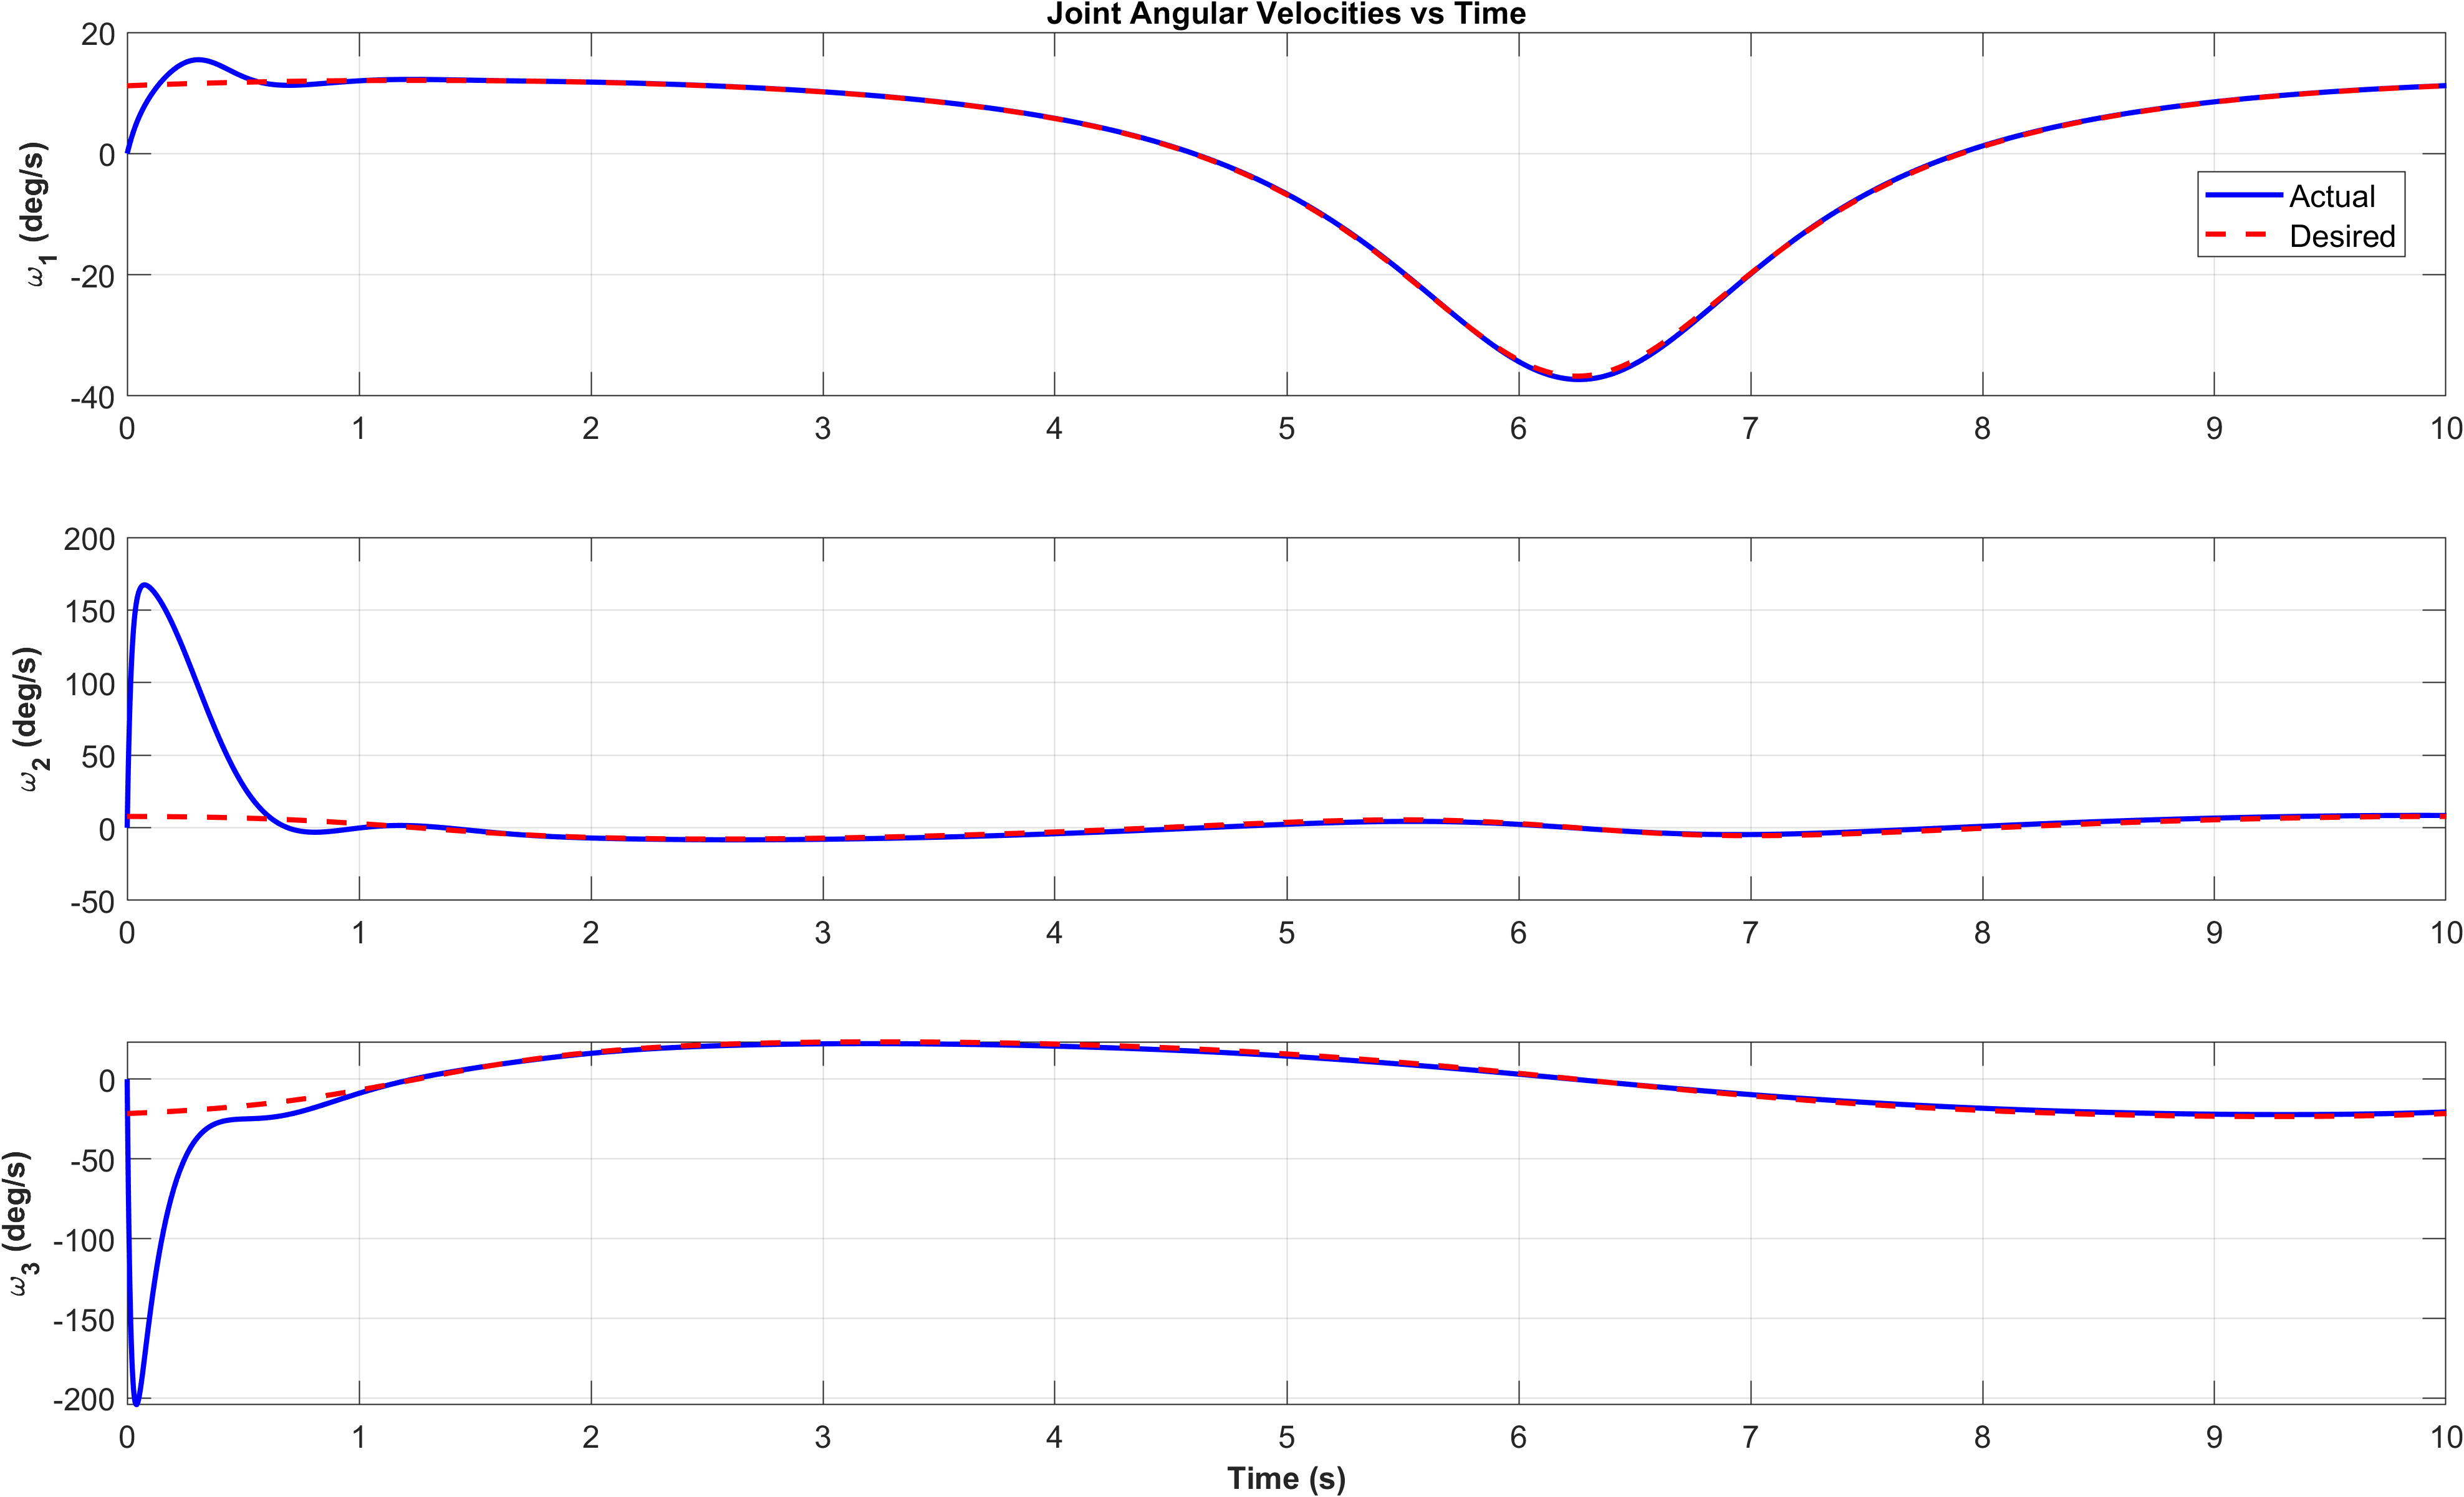 Joint Angular Velocities vs Time
20
0
-20
-40
ω1 (deg/s)
0 1 2 3 4 5 6 7 8 9 10
Actual
Desired
200
150
100
50
0
-50
ω2 (deg/s)
0 1 2 3 4 5 6 7 8 9 10
0
-50
-100
-150
-200
ω3 (deg/s)
0 1 2 3 4 5 6 7 8 9 10
Time (s)